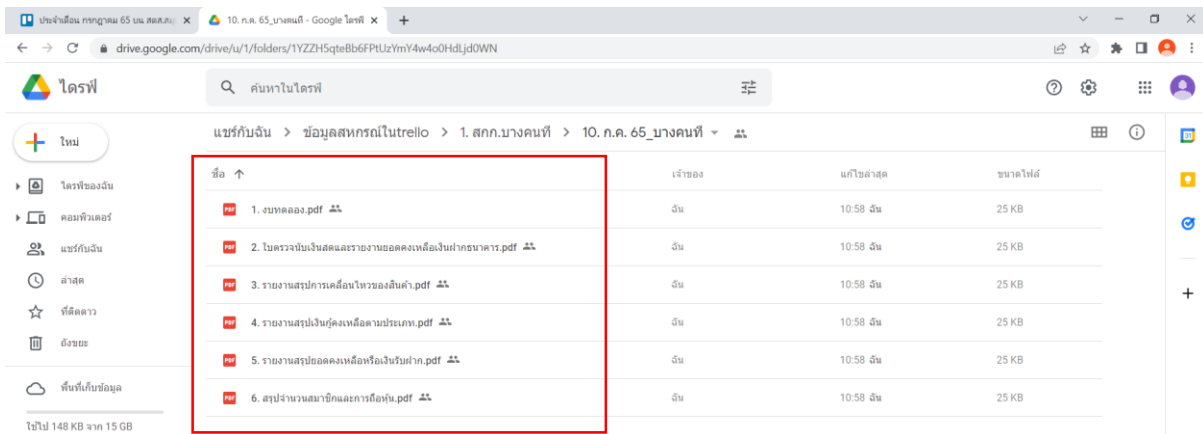 ประจำเดือน กรกฎาคม 65 บน สตส.สมุ
10. ก.ค. 65_บางคนที - Google ไดรฟ์
drive.google.com/drive/u/1/folders/1YZZH5qteBb6FPtUzYmY4w4o0HdLjd0WN
ไดรฟ์
ค้นหาในไดรฟ์
ใหม่
แชร์กับฉัน > ข้อมูลสหกรณ์ในtrello > 1. สกก.บางคนที > 10. ก.ค. 65_บางคนที
ชื่อ ↑ เจ้าของ แก้ไขล่าสุด ขนาดไฟล์
ไดรฟ์ของฉัน
PDF 1. งบทดลอง.pdf ฉัน 10:58 ฉัน 25 KB
คอมพิวเตอร์
PDF 2. ใบตรวจนับเงินสดและรายงานยอดคงเหลือเงินฝากธนาคาร.pdf ฉัน 10:58 ฉัน 25 KB
แชร์กับฉัน
ล่าสุด
PDF 3. รายงานสรุปการเคลื่อนไหวของสินค้า.pdf ฉัน 10:58 ฉัน 25 KB
ที่ติดดาว
PDF 4. รายงานสรุปเงินกู้คงเหลือตามประเภท.pdf ฉัน 10:58 ฉัน 25 KB
ถังขยะ
PDF 5. รายงานสรุปยอดคงเหลือหรือเงินรับฝาก.pdf ฉัน 10:58 ฉัน 25 KB
พื้นที่เก็บข้อมูล
PDF 6. สรุปจำนวนสมาชิกและการถือหุ้น.pdf ฉัน 10:58 ฉัน 25 KB
ใช้ไป 148 KB จาก 15 GB
31